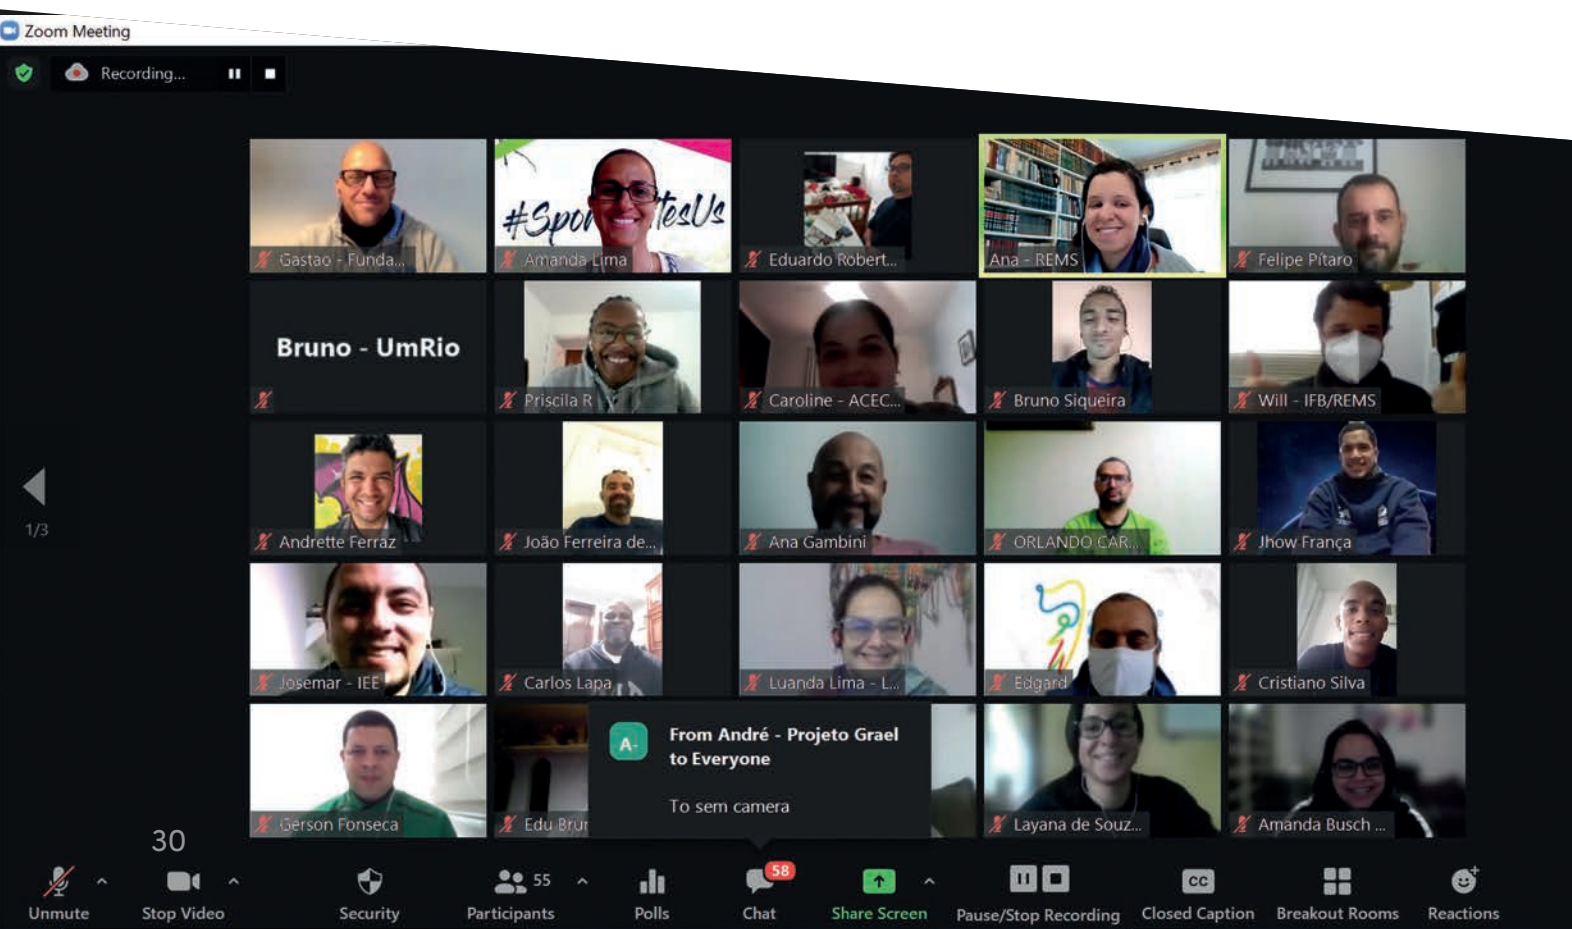 Zoom Meeting
Recording...
#Spor tesUs
Gastao - Funda...
Amanda Lima
Eduardo Robert...
Ana - REMS
Felipe Pítaro
Bruno - UmRio
Priscila R
Caroline - ACEC...
Bruno Siqueira
Will - IFB/REMS
Andrette Ferraz
João Ferreira de...
Ana Gambini
ORLANDO CAR...
Jhow França
1/3
Josemar - IEE
Carlos Lapa
Luanda Lima - L...
Edgard
Cristiano Silva
From André - Projeto Grael
to Everyone
A-
To sem camera
Gerson Fonseca
Edu Brun
Layana de Souz...
Amanda Busch ...
30
58
55
CC
Unmute
Stop Video
Security
Participants
Polls
Chat
Share Screen
Pause/Stop Recording
Closed Caption
Breakout Rooms
Reactions